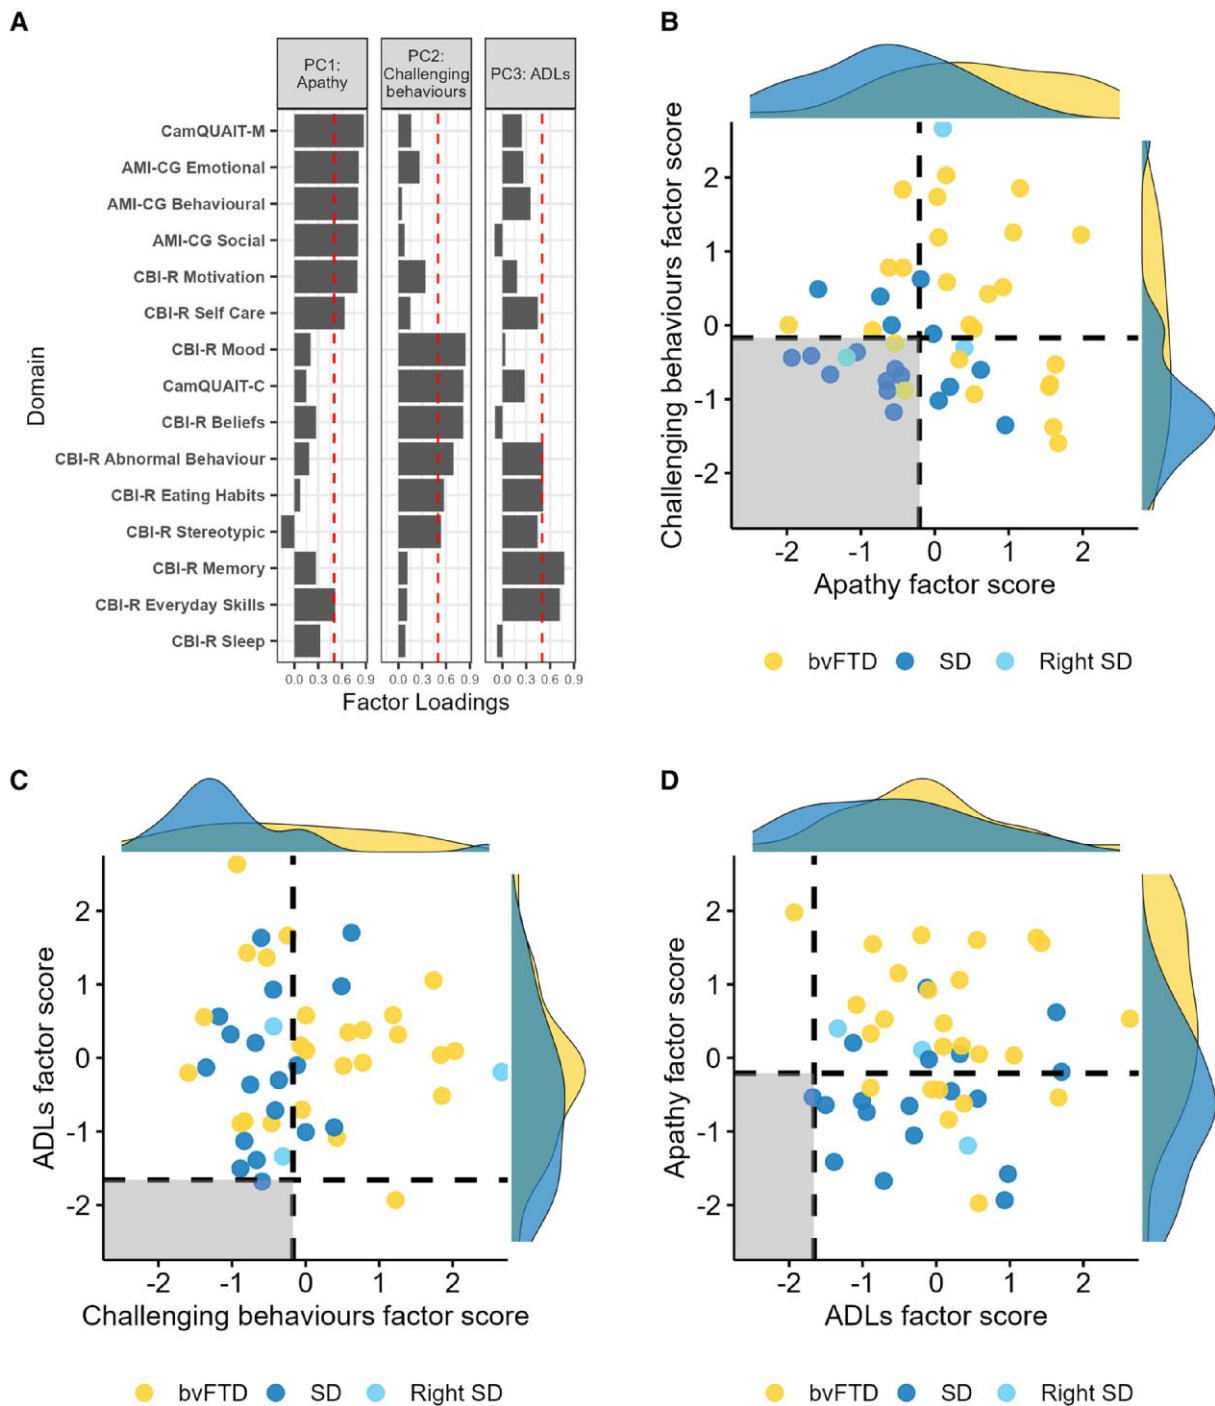 A
PC1:
Apathy
PC2:
Challenging
behaviours
PC3: ADLs
Domain
CamQUAIT-M
AMI-CG Emotional
AMI-CG Behavioural
AMI-CG Social
CBI-R Motivation
CBI-R Self Care
CBI-R Mood
CamQUAIT-C
CBI-R Beliefs
CBI-R Abnormal Behaviour
CBI-R Eating Habits
CBI-R Stereotypic
CBI-R Memory
CBI-R Everyday Skills
CBI-R Sleep
0.0 0.3 0.6 0.9 0.0 0.3 0.6 0.9 0.0 0.3 0.6 0.9
Factor Loadings
B
Challenging behaviours factor score
2
1
0
-1
-2
-2 -1 0 1 2
Apathy factor score
bvFTD SD Right SD
C
ADLs factor score
2
1
0
-1
-2
-2 -1 0 1 2
Challenging behaviours factor score
bvFTD SD Right SD
D
Apathy factor score
2
1
0
-1
-2
-2 -1 0 1 2
ADLs factor score
bvFTD SD Right SD